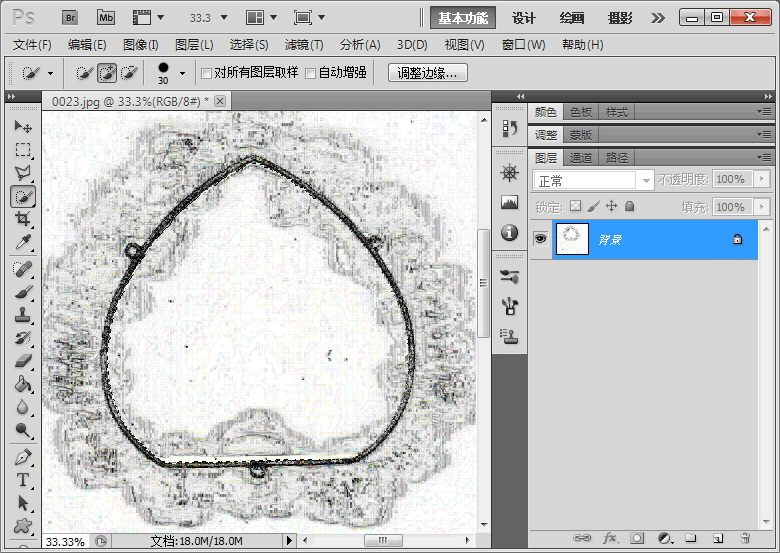 Ps Br Mb 33.3 基本功能 设计 绘画 摄影
文件(F) 编辑(E) 图像(I) 图层(L) 选择(S) 滤镜(T) 分析(A) 3D(D) 视图(V) 窗口(W) 帮助(H)
30 对所有图层取样 自动增强 调整边缘...
0023.jpg @ 33.3%(RGB/8#) *
颜色 色板 样式
调整 蒙版
图层 通道 路径
正常 不透明度: 100%
锁定: 填充: 100%
背景
33.33% 文档:18.0M/18.0M